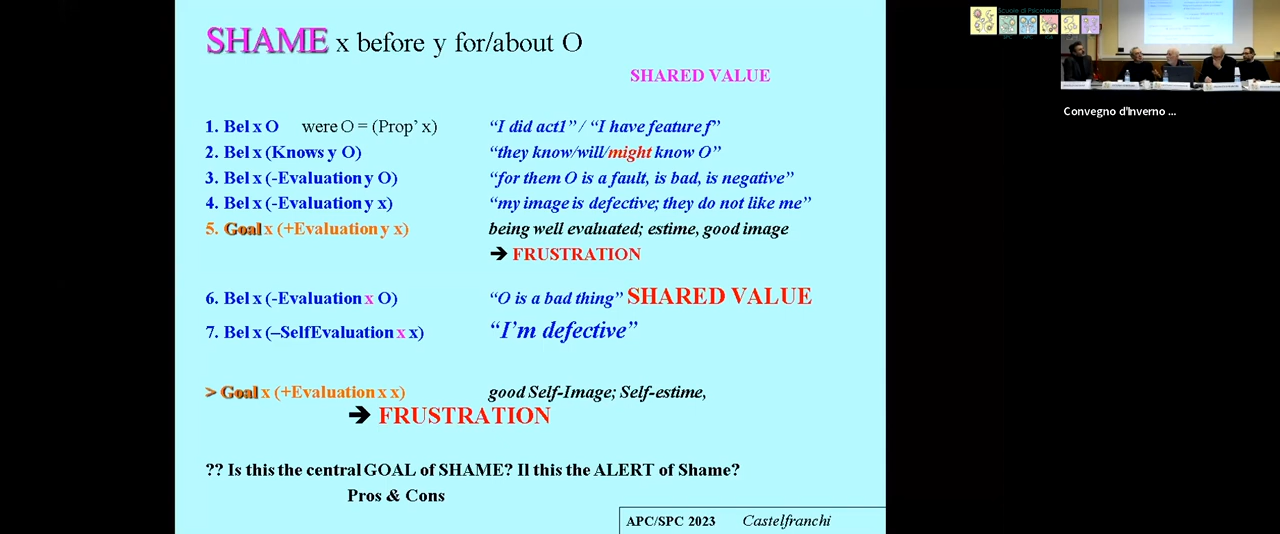 SHAME x before y for/about O
SHARED VALUE
1. Bel x O were O = (Prop’ x) “I did act1” / “I have feature f”
2. Bel x (Knows y O) “they know/will/might know O”
3. Bel x (-Evaluation y O) “for them O is a fault, is bad, is negative”
4. Bel x (-Evaluation y x) “my image is defective; they do not like me”
5. Goal x (+Evaluation y x) being well evaluated; estime, good image
➔ FRUSTRATION
6. Bel x (-Evaluation x O) “O is a bad thing” SHARED VALUE
7. Bel x (–SelfEvaluation x x) “I’m defective”
> Goal x (+Evaluation x x) good Self-Image; Self-estime,
➔ FRUSTRATION
?? Is this the central GOAL of SHAME? Il this the ALERT of Shame?
Pros & Cons
APC/SPC 2023 Castelfranchi
Scuole di Psicoterapia
Convegno d'Inverno ...